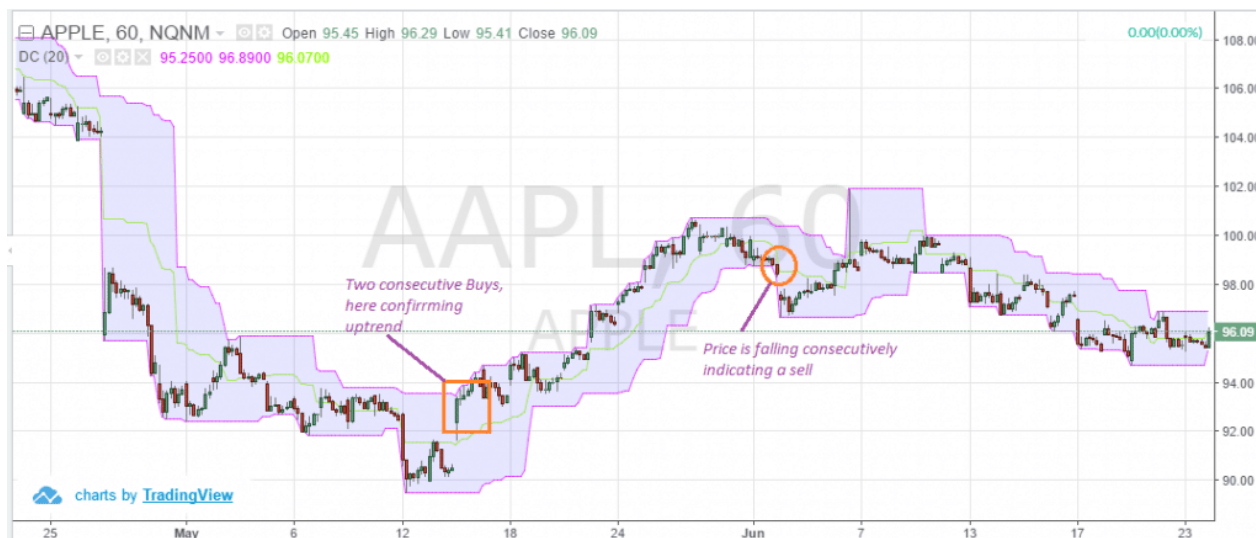 APPLE, 60, NQNM Open 95.45 High 96.29 Low 95.41 Close 96.09
0.00(0.00%)
DC (20) 95.2500 96.8900 96.0700
108.00
106.00
104.00
102.00
100.00
98.00
96.09
94.00
92.00
90.00
AAPL, 60
APPLE
Two consecutive Buys,
here confirrming
uptrend
Price is falling consecutively
indicating a sell
charts by TradingView
25 May 6 12 18 24 Jun 7 13 17 23